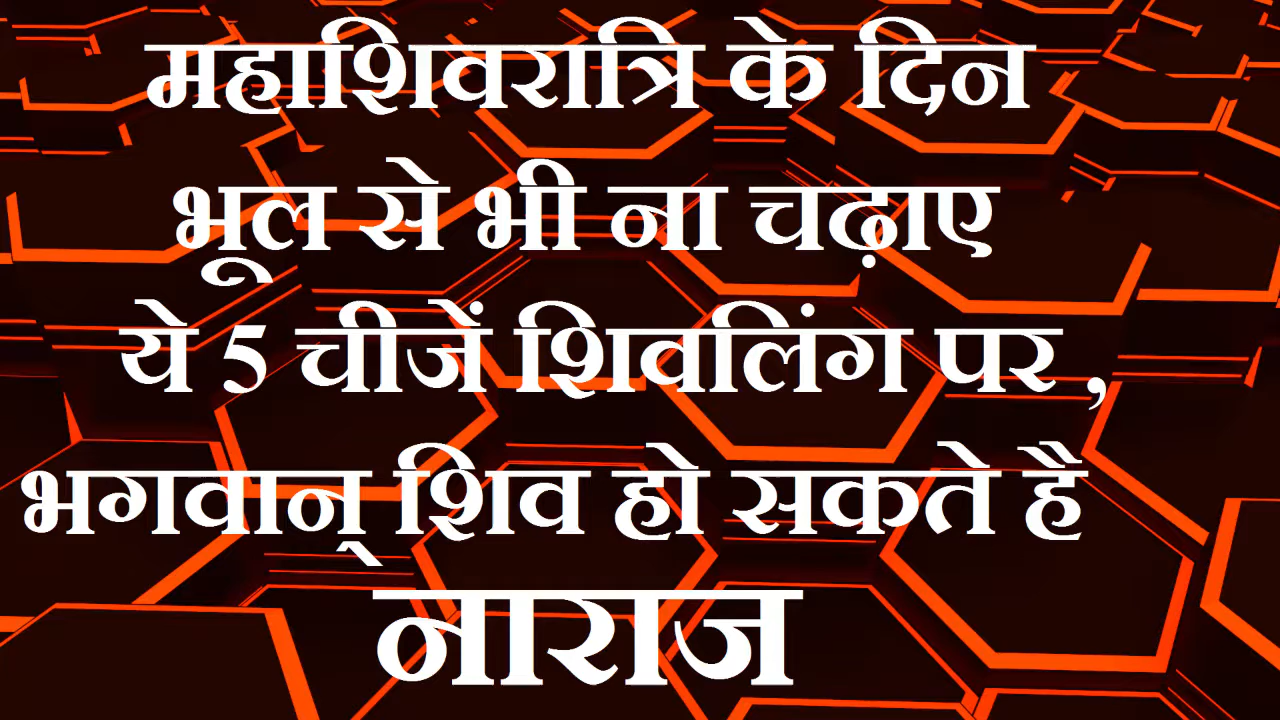 महाशिवरात्रि के दिन
भूल से भी ना चढ़ाए
ये 5 चीजें शिवलिंग पर ,
भगवान् शिव हो सकते है
नाराज